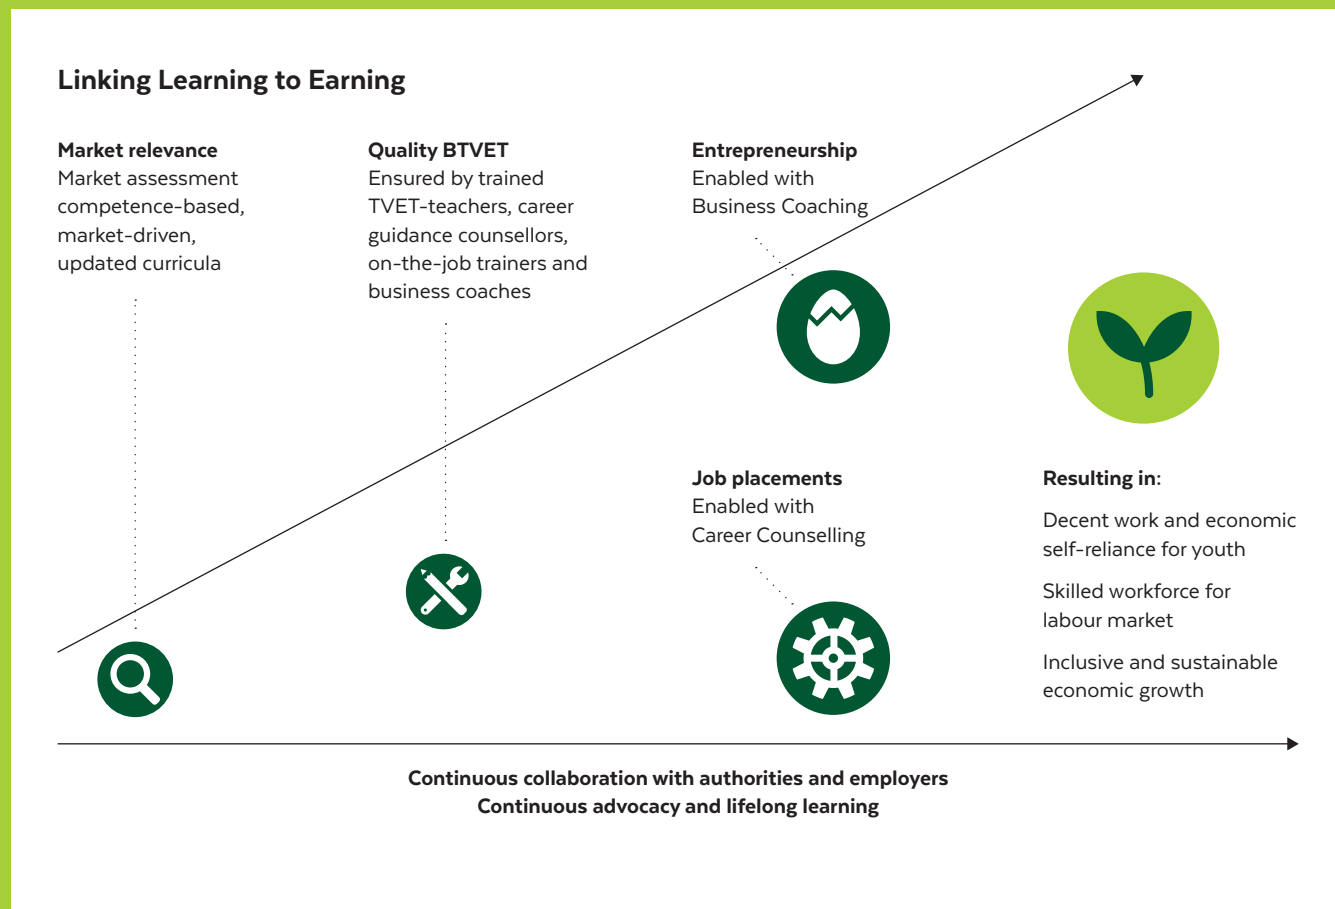 Linking Learning to Earning
Market relevance
Market assessment
competence-based,
market-driven,
updated curricula
Quality BTVET
Ensured by trained
TVET-teachers, career
guidance counsellors,
on-the-job trainers and
business coaches
Entrepreneurship
Enabled with
Business Coaching
Job placements
Enabled with
Career Counselling
Resulting in:
Decent work and economic
self-reliance for youth
Skilled workforce for
labour market
Inclusive and sustainable
economic growth
Continuous collaboration with authorities and employers
Continuous advocacy and lifelong learning